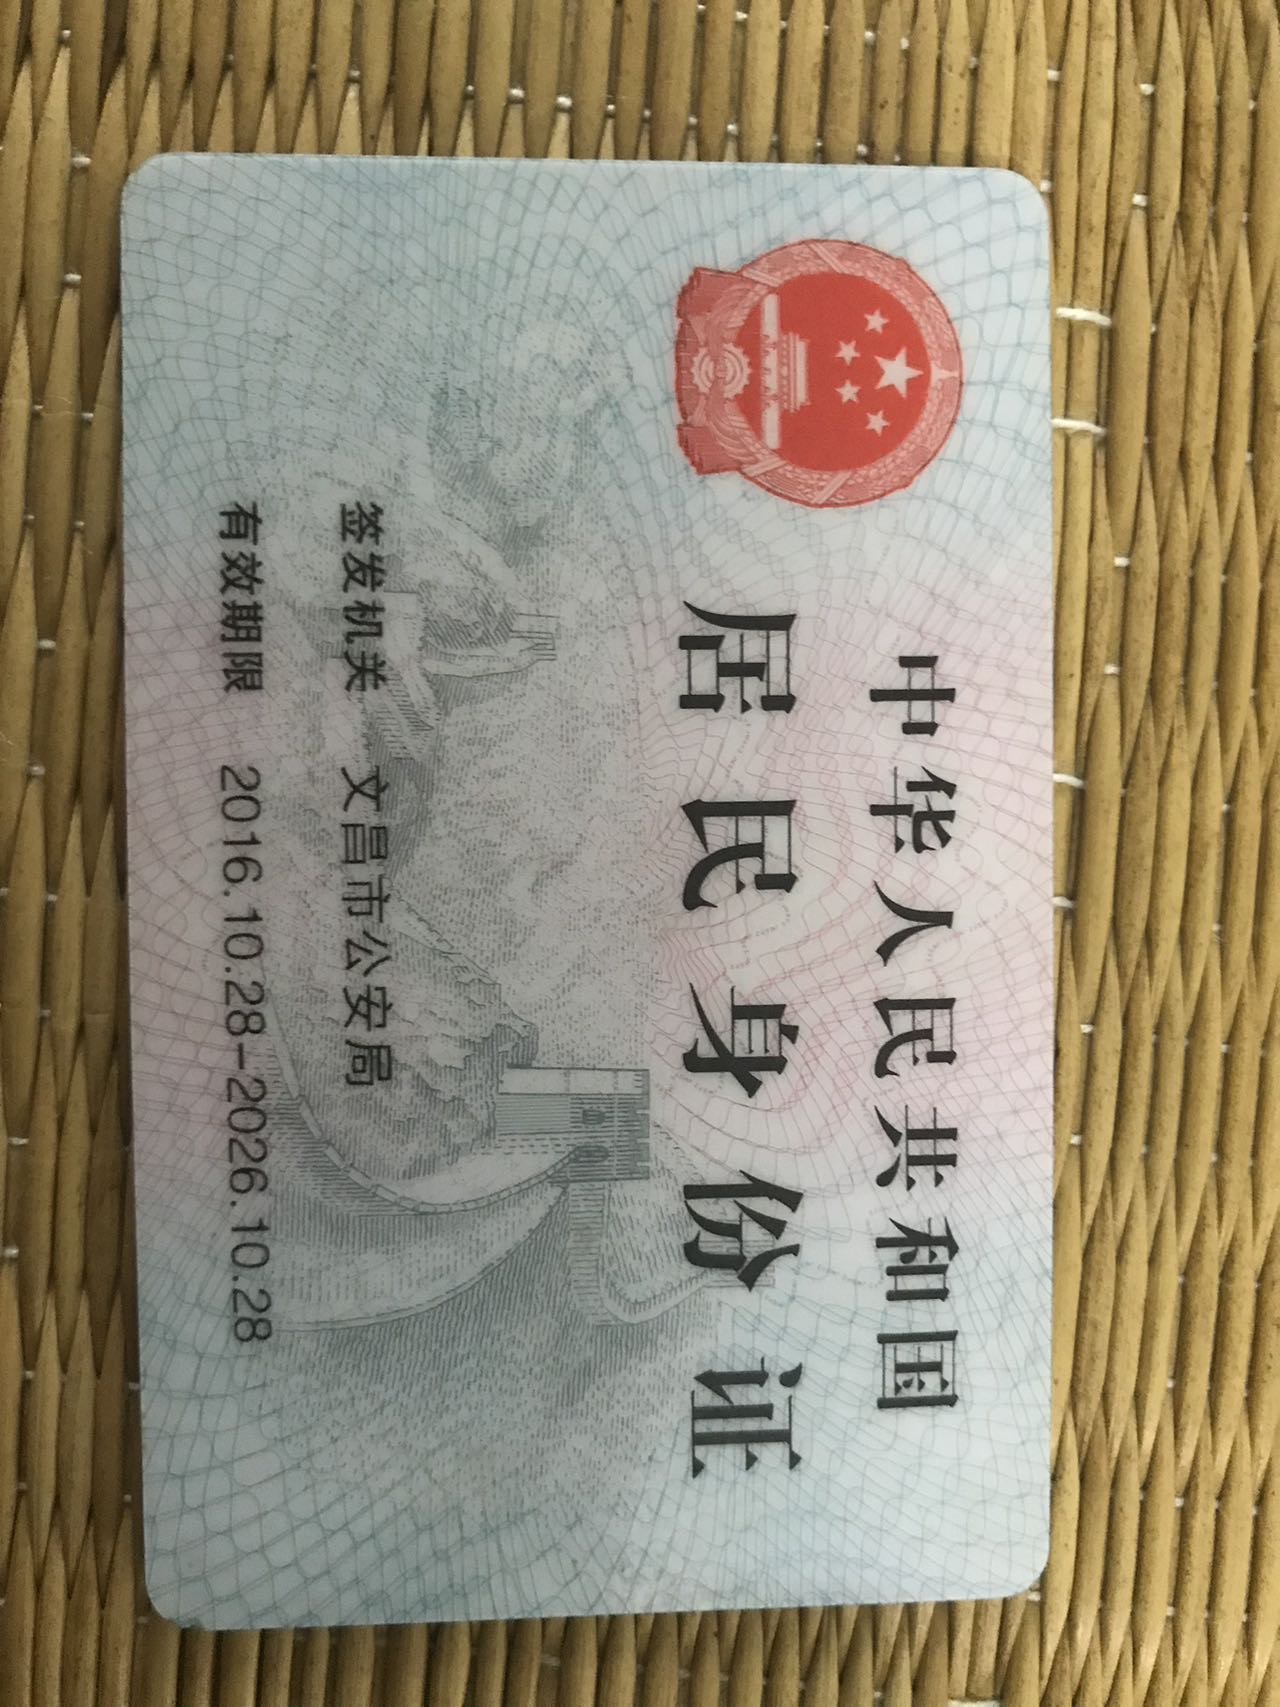 中华人民共和国
居民身份证
签发机关 文昌市公安局
有效期限 2016.10.28-2026.10.28